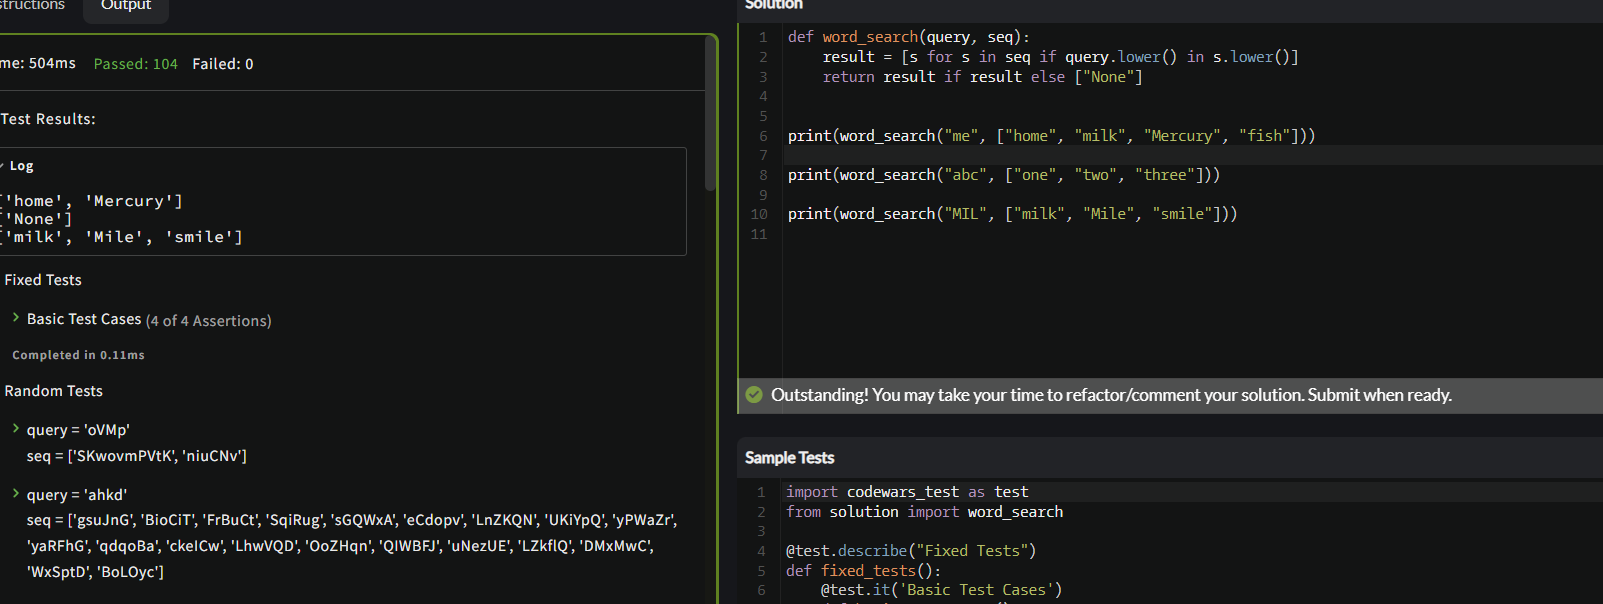 structions
Output
me: 504ms Passed: 104 Failed: 0
Test Results:
Log
['home', 'Mercury']
['None']
['milk', 'Mile', 'smile']
Fixed Tests
Basic Test Cases (4 of 4 Assertions)
Completed in 0.11ms
Random Tests
query = 'oVMp'
seq = ['SKwovmPVtK', 'niuCNv']
query = 'ahkd'
seq = ['gsuJnG', 'BioCiT', 'FrBuCt', 'SqiRug', 'sGQWxA', 'eCdopv', 'LnZKQN', 'UKiYpQ', 'yPWaZr',
'yaRFhG', 'qdqoBa', 'ckeICw', 'LhwVQD', 'OoZHqn', 'QIWBFJ', 'uNezUE', 'LZkflQ', 'DMxMwC',
'WxSptD', 'BoLOyc']
Solution
1 def word_search(query, seq):
2 result = [s for s in seq if query.lower() in s.lower()]
3 return result if result else ["None"]
4
5
6 print(word_search("me", ["home", "milk", "Mercury", "fish"]))
7
8 print(word_search("abc", ["one", "two", "three"]))
9
10 print(word_search("MIL", ["milk", "Mile", "smile"]))
11
Outstanding! You may take your time to refactor/comment your solution. Submit when ready.
Sample Tests
1 import codewars_test as test
2 from solution import word_search
3
4 @test.describe("Fixed Tests")
5 def fixed_tests():
6 @test.it('Basic Test Cases')